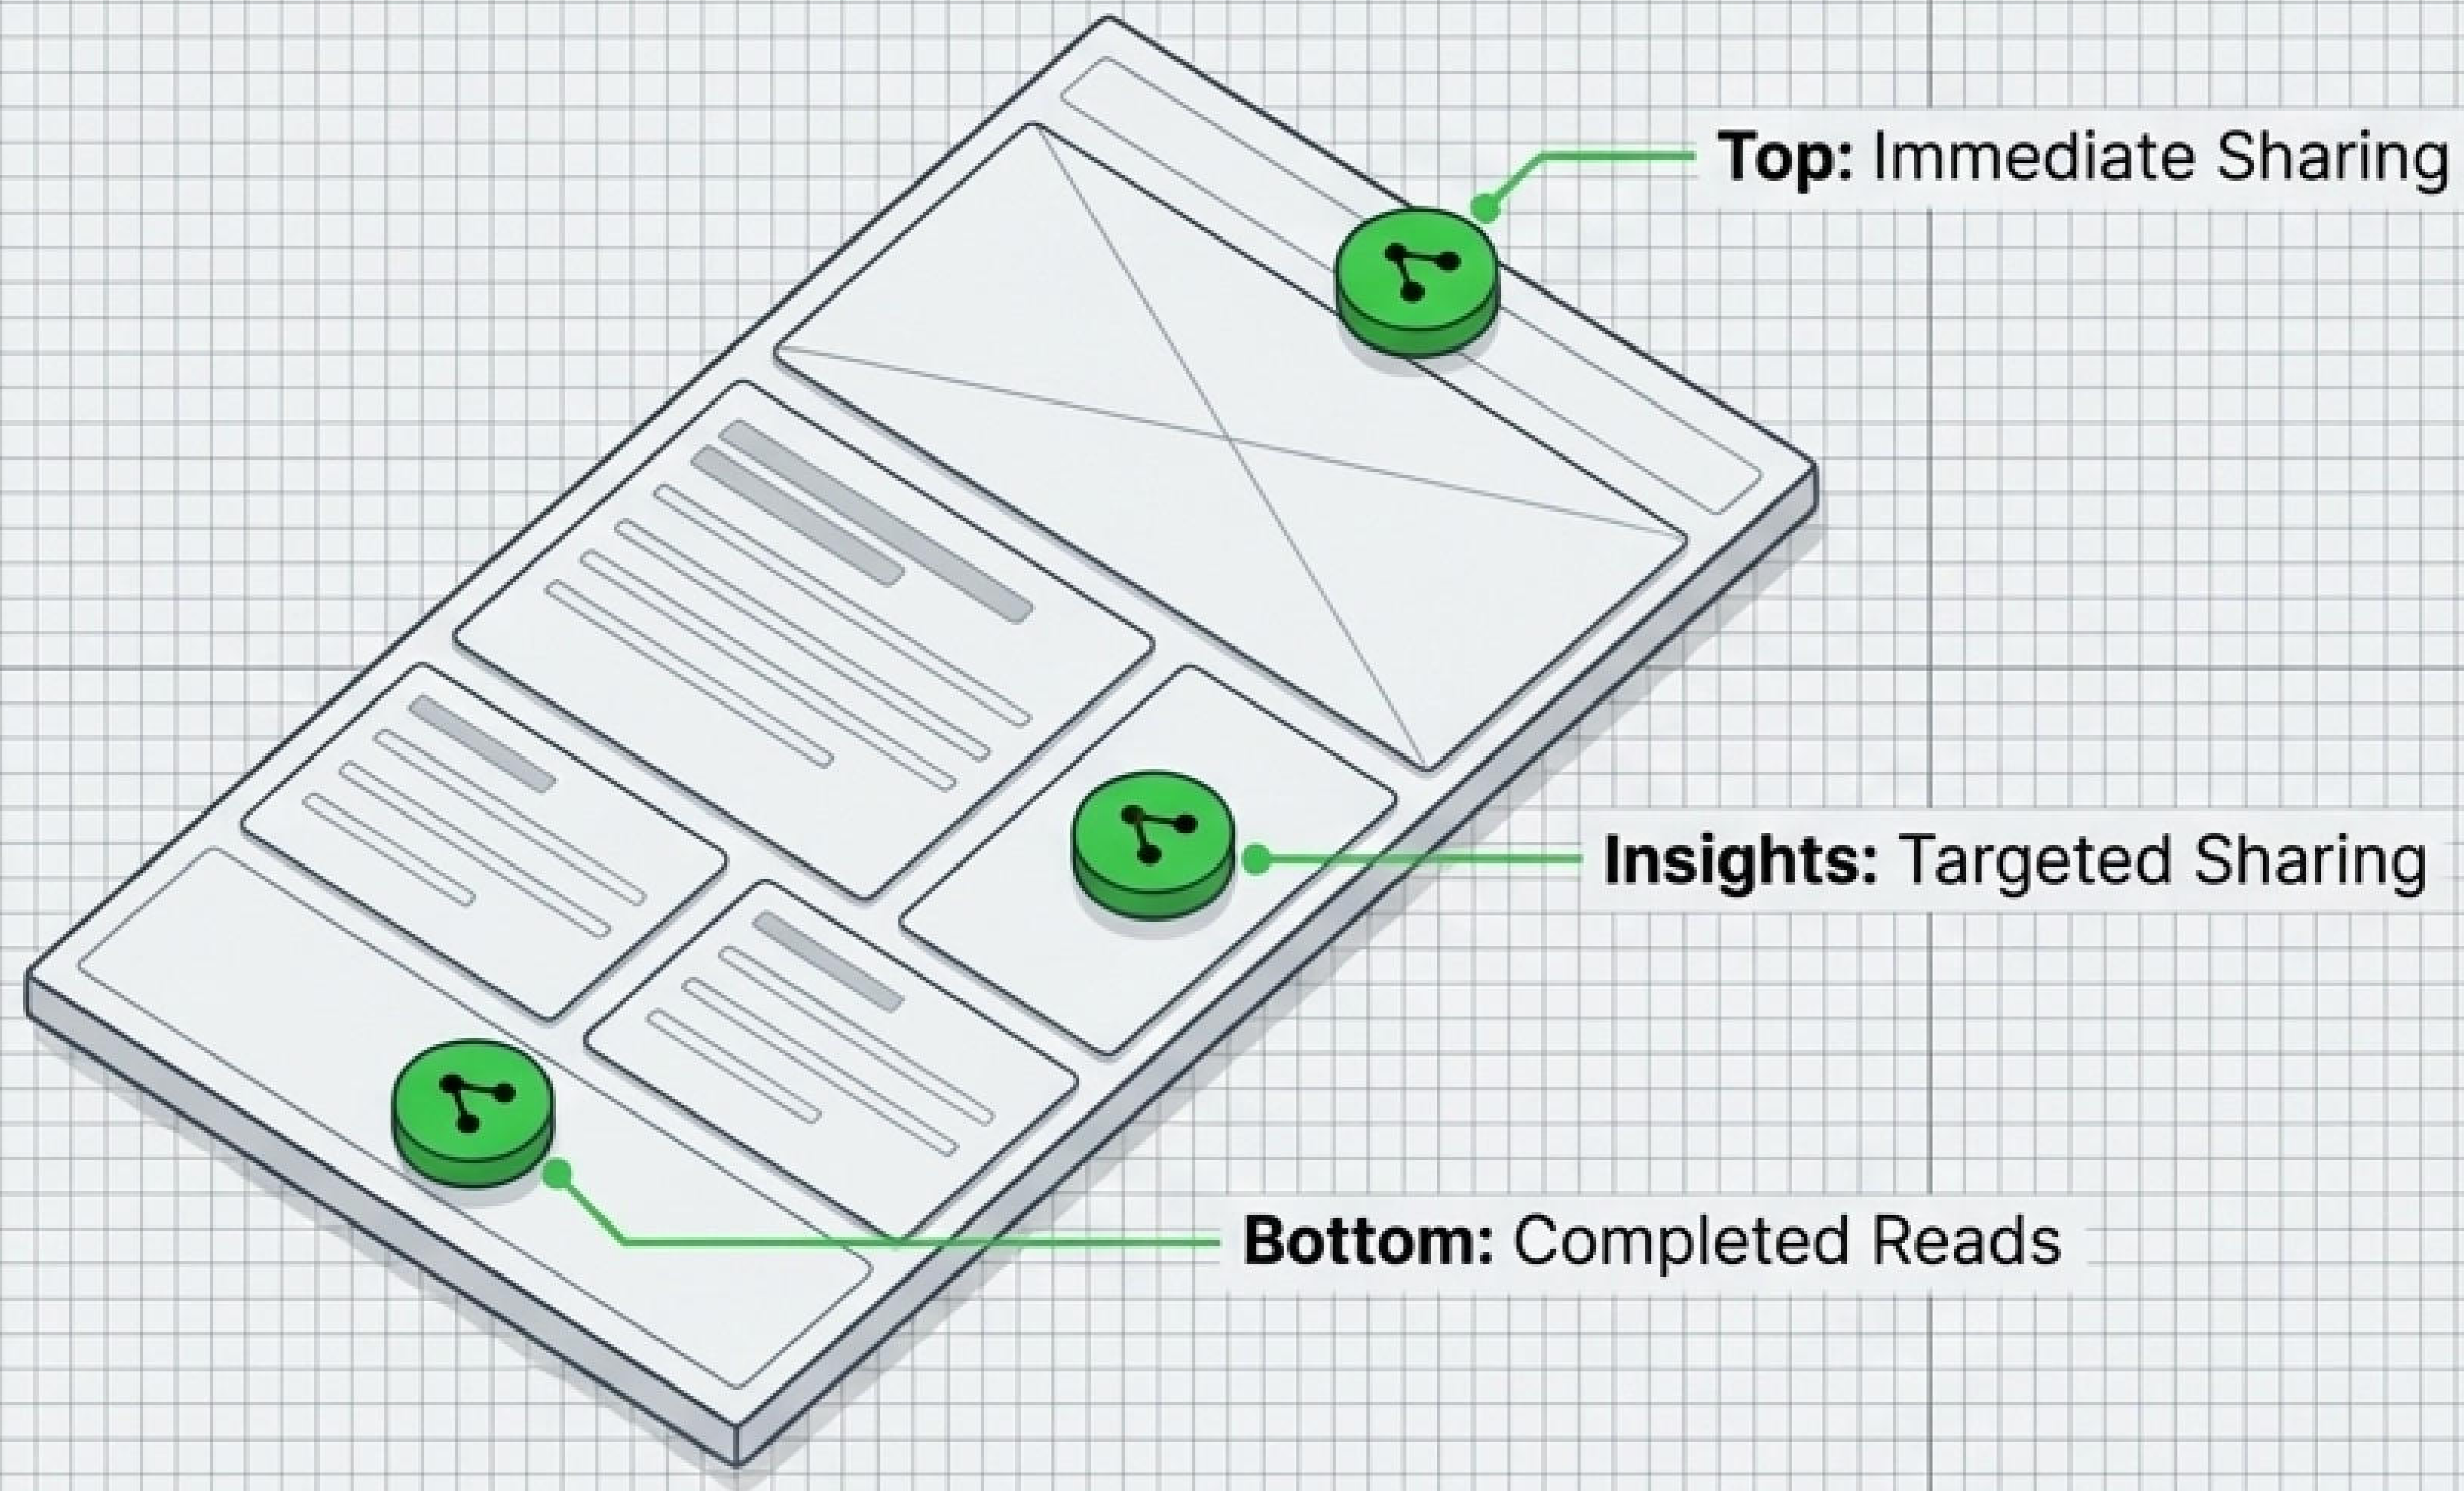 Top: Immediate Sharing
Insights: Targeted Sharing
Bottom: Completed Reads